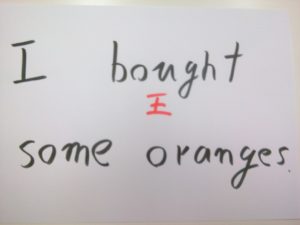 I bought
王
some oranges.